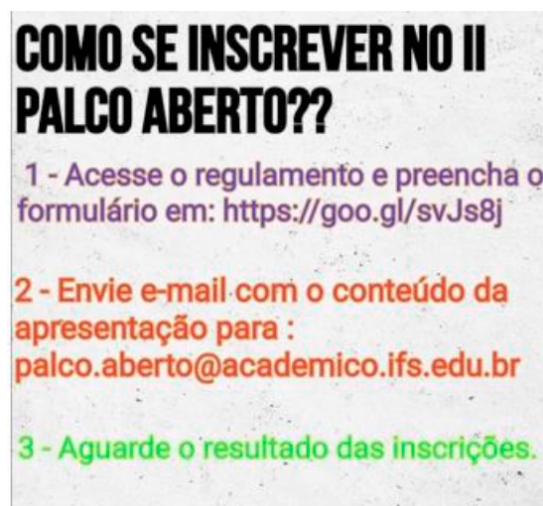 COMO SE INSCREVER NO II
PALCO ABERTO??
1 - Acesse o regulamento e preencha o
formulário em: https://goo.gl/svJs8j
2 - Envie e-mail com o conteúdo da
apresentação para :
palco.aberto@academico.ifs.edu.br
3 - Aguarde o resultado das inscrições.